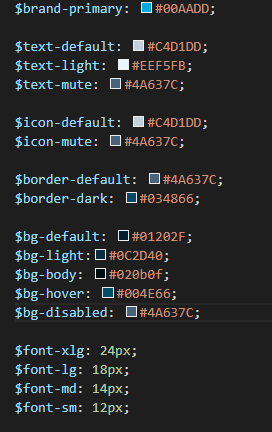 $brand-primary: #00AADD;
$text-default: #C4D1DD;
$text-light: #EEF5FB;
$text-mute: #4A637C;
$icon-default: #C4D1DD;
$icon-mute: #4A637C;
$border-default: #4A637C;
$border-dark: #034866;
$bg-default: #01202F;
$bg-light:#0C2D40;
$bg-body: #020b0f;
$bg-hover: #004E66;
$bg-disabled: #4A637C;
$font-xlg: 24px;
$font-lg: 18px;
$font-md: 14px;
$font-sm: 12px;